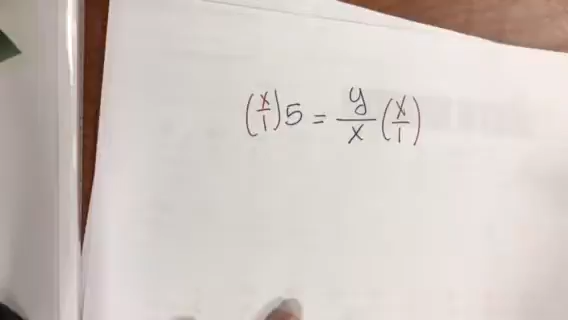 (x/1)5 = y/x (x/1)